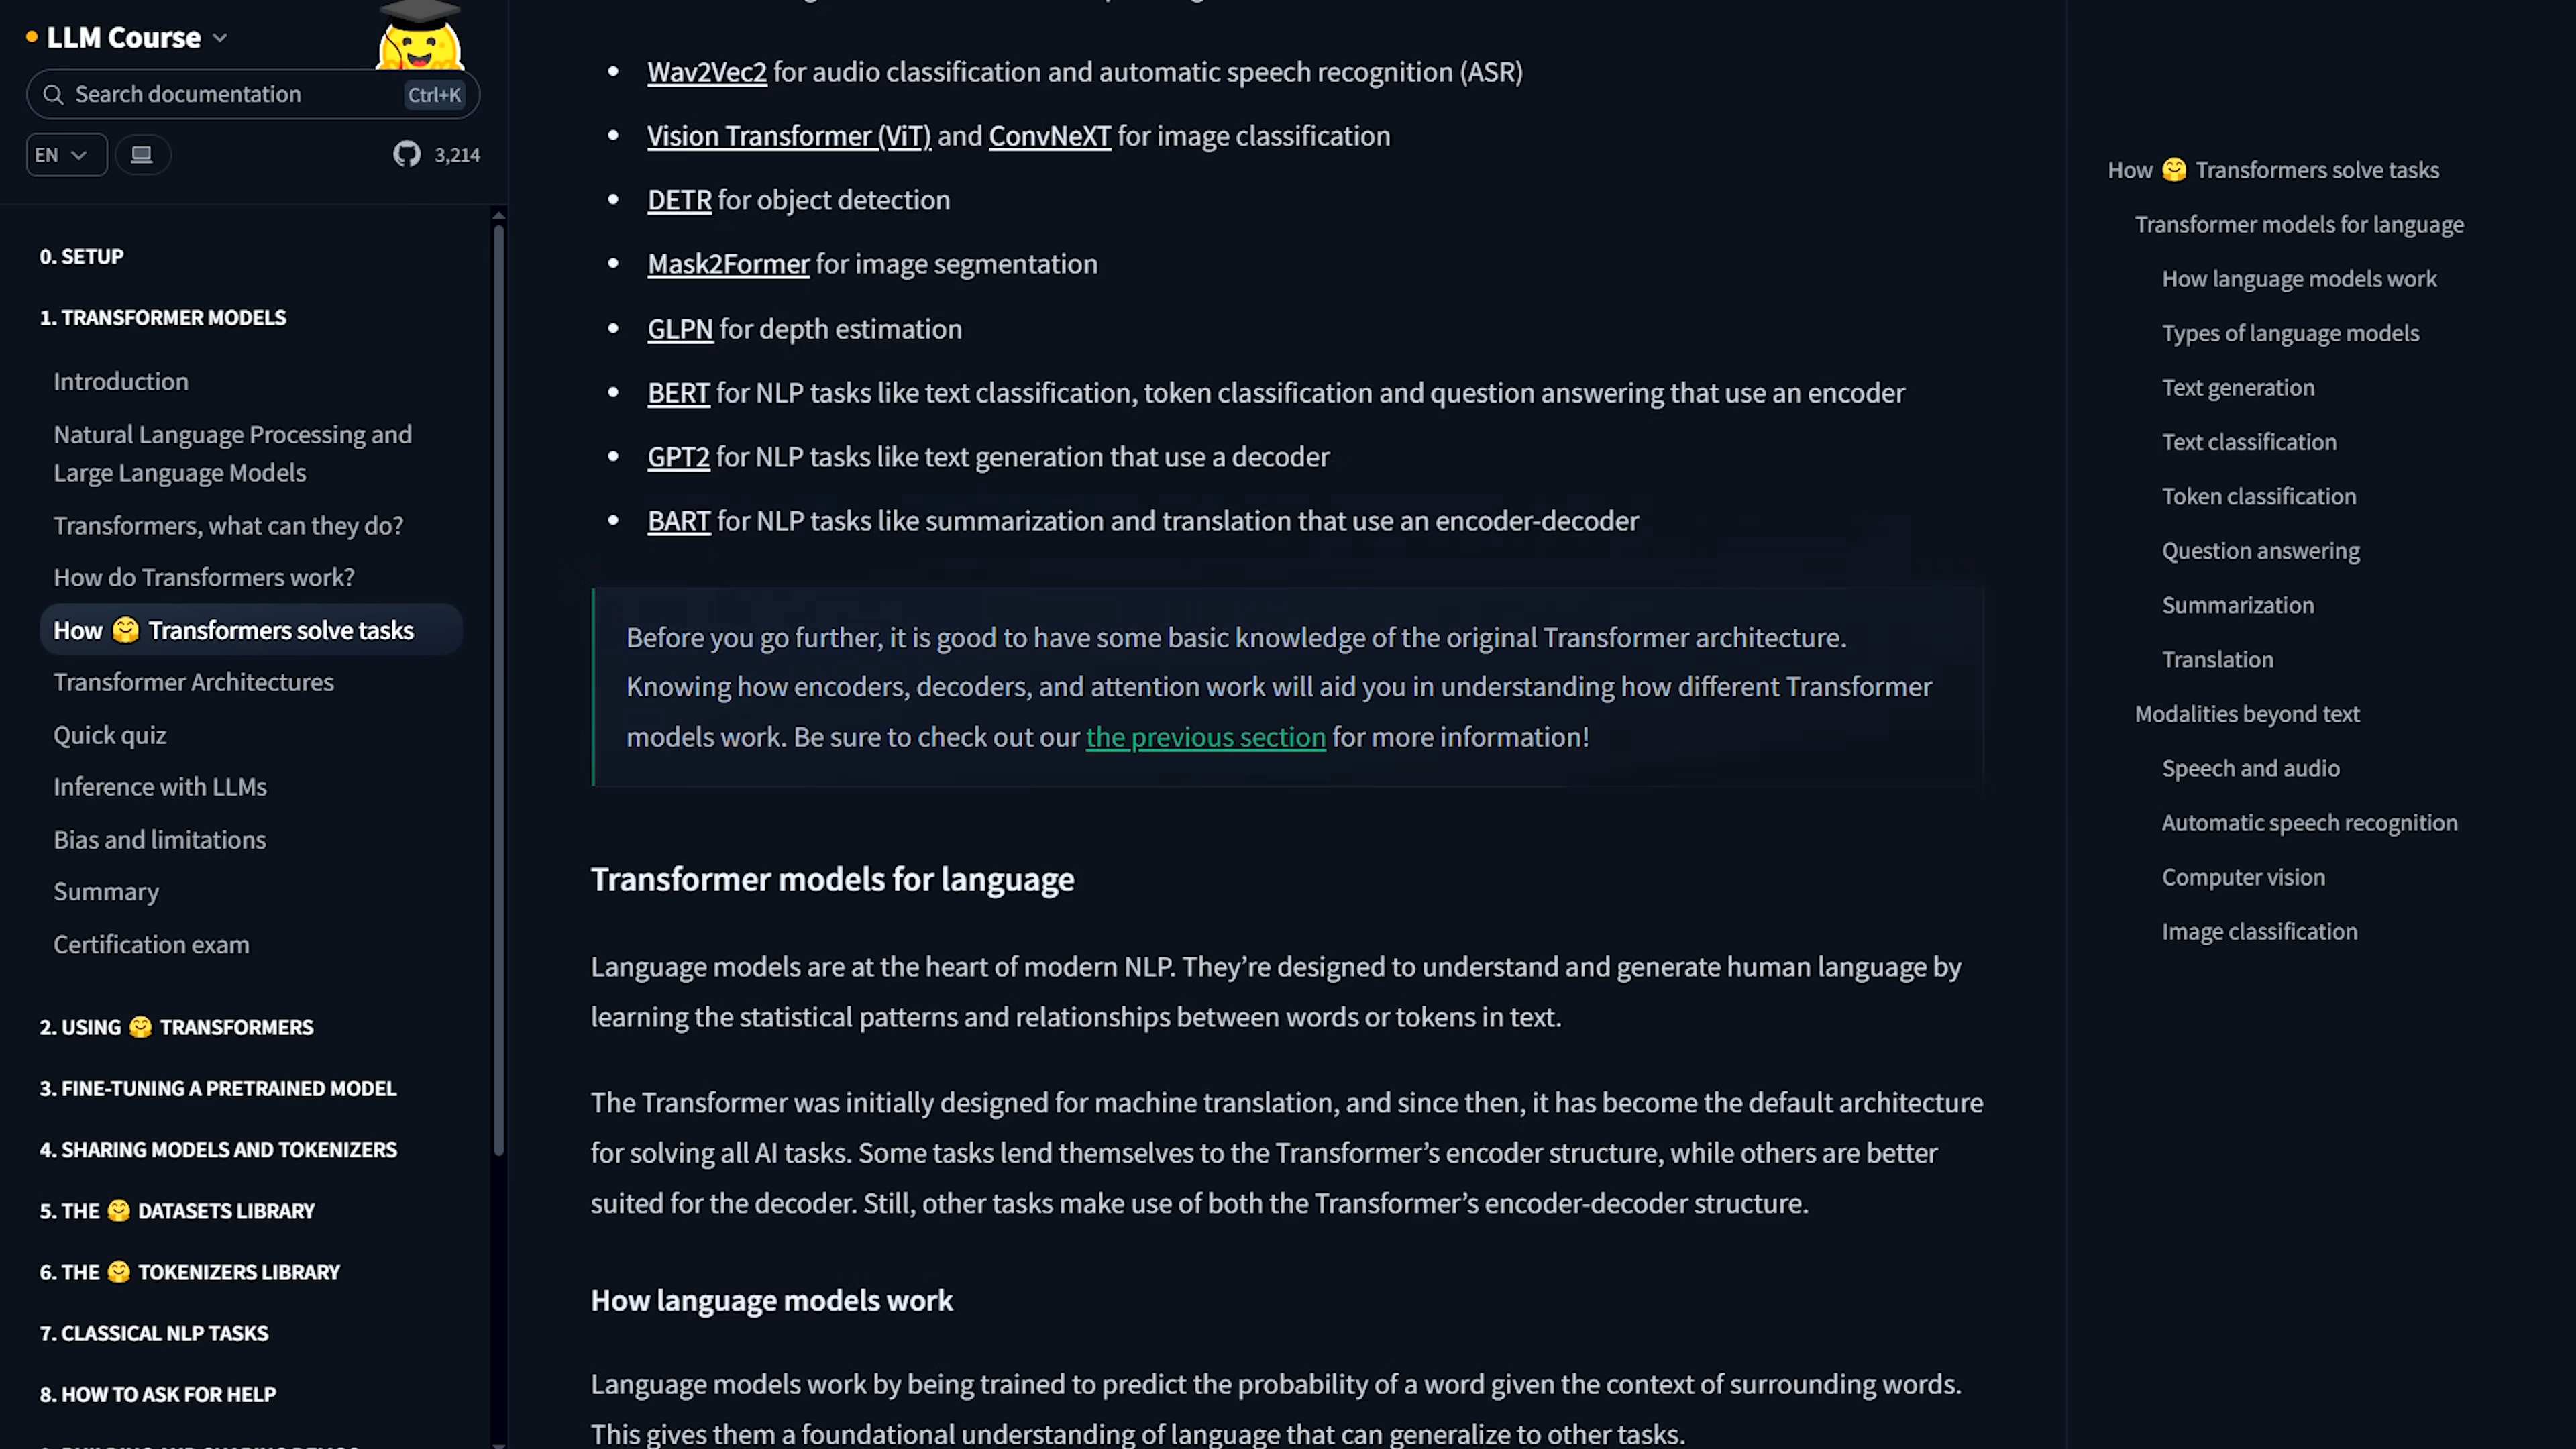 LLM Course
Search documentation
Ctrl+K
EN
3,214
0. SETUP
1. TRANSFORMER MODELS
Introduction
Natural Language Processing and
Large Language Models
Transformers, what can they do?
How do Transformers work?
How 🤗 Transformers solve tasks
Transformer Architectures
Quick quiz
Inference with LLMs
Bias and limitations
Summary
Certification exam
2. USING 🤗 TRANSFORMERS
3. FINE-TUNING A PRETRAINED MODEL
4. SHARING MODELS AND TOKENIZERS
5. THE 🤗 DATASETS LIBRARY
6. THE 🤗 TOKENIZERS LIBRARY
7. CLASSICAL NLP TASKS
8. HOW TO ASK FOR HELP
• Wav2Vec2 for audio classification and automatic speech recognition (ASR)
• Vision Transformer (ViT) and ConvNeXT for image classification
• DETR for object detection
• Mask2Former for image segmentation
• GLPN for depth estimation
• BERT for NLP tasks like text classification, token classification and question answering that use an encoder
• GPT2 for NLP tasks like text generation that use a decoder
• BART for NLP tasks like summarization and translation that use an encoder-decoder
Before you go further, it is good to have some basic knowledge of the original Transformer architecture.
Knowing how encoders, decoders, and attention work will aid you in understanding how different Transformer
models work. Be sure to check out our the previous section for more information!
Transformer models for language
Language models are at the heart of modern NLP. They’re designed to understand and generate human language by
learning the statistical patterns and relationships between words or tokens in text.
The Transformer was initially designed for machine translation, and since then, it has become the default architecture
for solving all AI tasks. Some tasks lend themselves to the Transformer’s encoder structure, while others are better
suited for the decoder. Still, other tasks make use of both the Transformer’s encoder-decoder structure.
How language models work
Language models work by being trained to predict the probability of a word given the context of surrounding words.
This gives them a foundational understanding of language that can generalize to other tasks.
How 🤗 Transformers solve tasks
Transformer models for language
How language models work
Types of language models
Text generation
Text classification
Token classification
Question answering
Summarization
Translation
Modalities beyond text
Speech and audio
Automatic speech recognition
Computer vision
Image classification